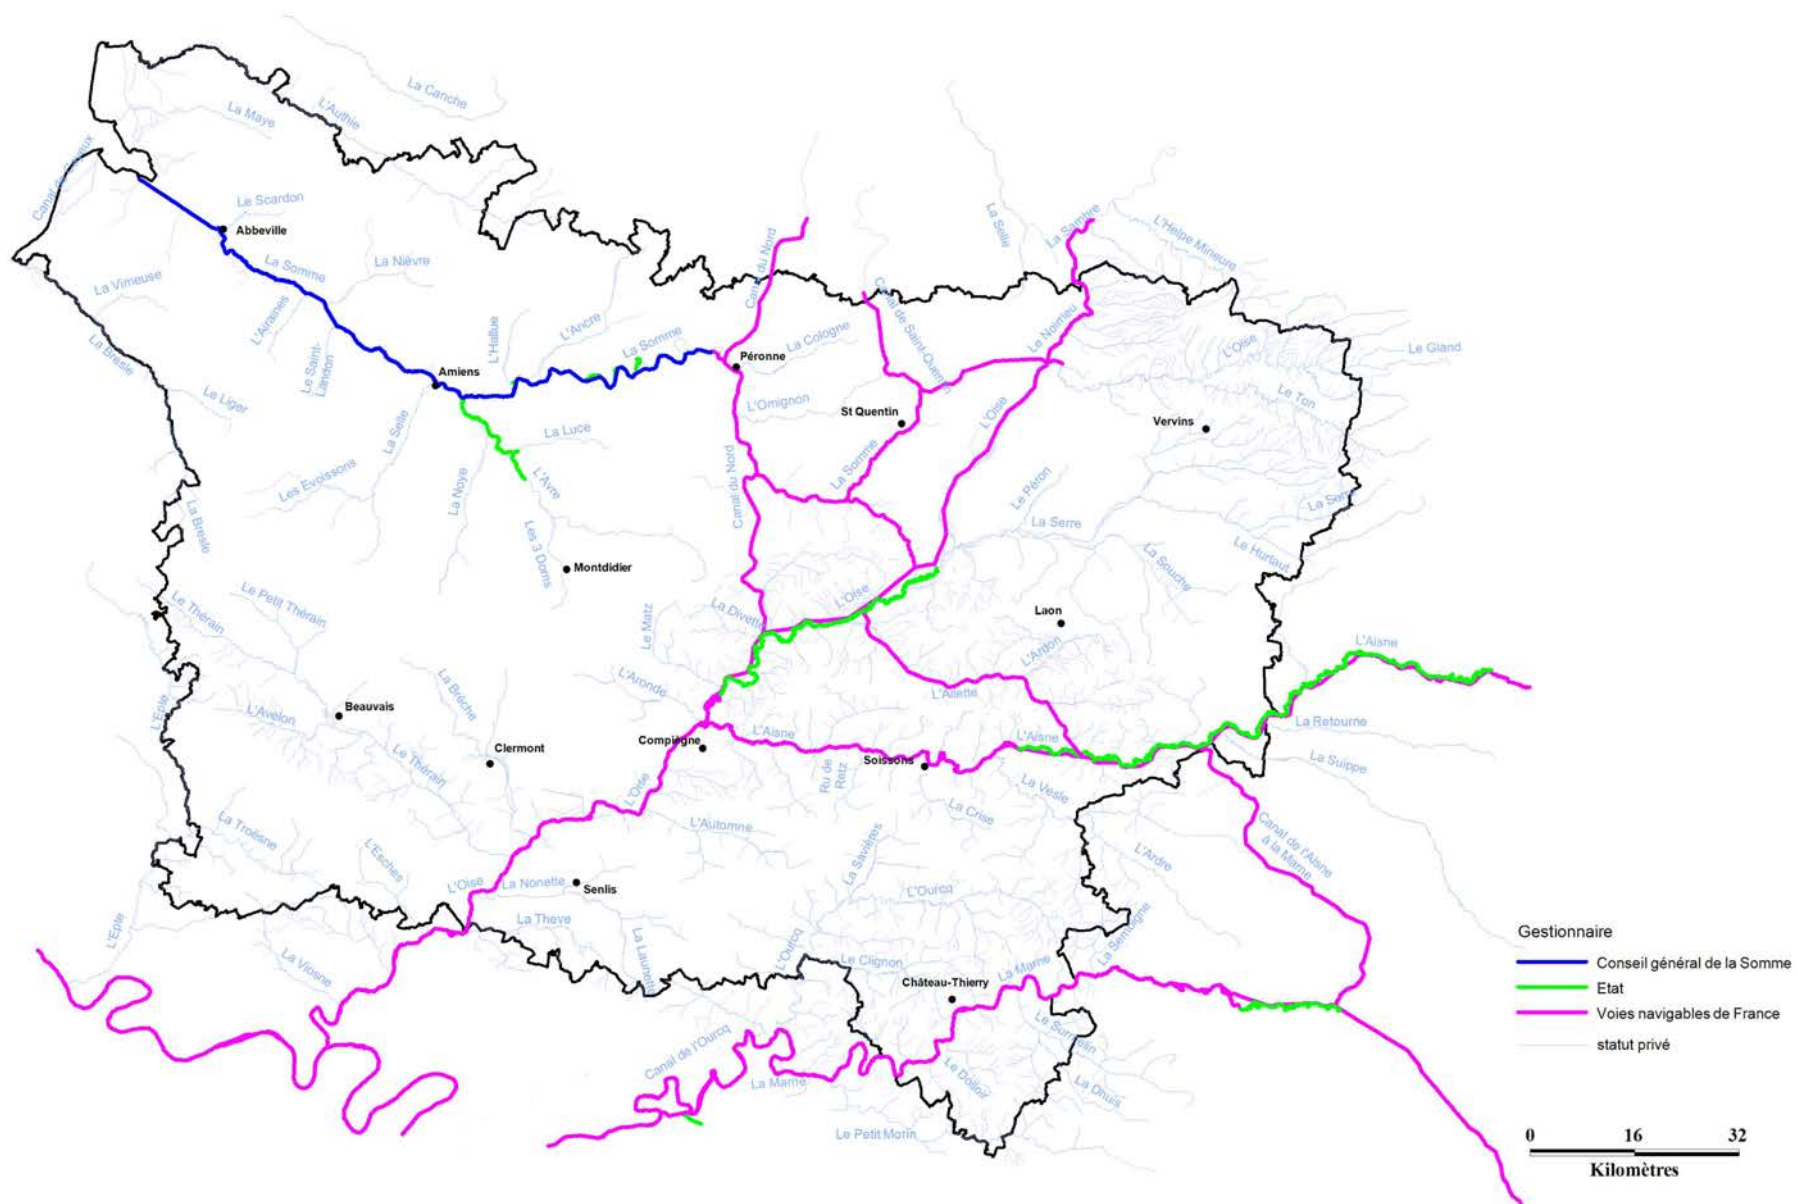 La Canche
L'Authie
La Maye
Canal de Cayeux
Le Scardon
Abbeville
La Somme
La Nièvre
La Vimeuse
L'Airaines
Le Saint-
Landon
L'Hallue
L'Ancre
La Somme
Canal du Nord
La Cologne
Péronne
Canal de Saint-Quentin
La Selle
La Sambre
L'Helpe Mineure
Le Noirrieu
L'Oise
Le Gland
Le Ton
La Bresle
Le Liger
Amiens
La Selle
La Luce
L'Omignon
St Quentin
L'Oise
Vervins
Les Evoissons
La Noye
L'Avre
Canal du Nord
La Somme
Le Péron
La Serre
La Serre
La Bresle
Les 3 Doms
Montdidier
La Souche
Le Hurtaut
Le Thérain
Le Petit Thérain
Le Matz
La Divette
L'Oise
Laon
L'Ardon
L'Aisne
L'Epte
L'Avelon
Beauvais
La Brêche
L'Aronde
L'Ailette
La Retourne
Clermont
Compiègne
L'Aisne
L'Aisne
Soissons
La Suippe
Le Thérain
L'Oise
Ru de
Retz
La Vesle
La Crise
La Troësne
L'Esches
L'Automne
La Savières
L'Ardre
Canal de l'Aisne
à la Marne
L'Oise
La Nonette
Senlis
L'Ourcq
L'Epte
La Viosne
La Theve
La Launette
L'Ourcq
Le Clignon
La Marne
La Semoigne
Château-Thierry
Canal de l'Ourcq
La Marne
Le Surmelin
Le Dolloir
La Dhuis
Le Petit Morin
Gestionnaire
Conseil général de la Somme
Etat
Voies navigables de France
statut privé
0 16 32
Kilomètres